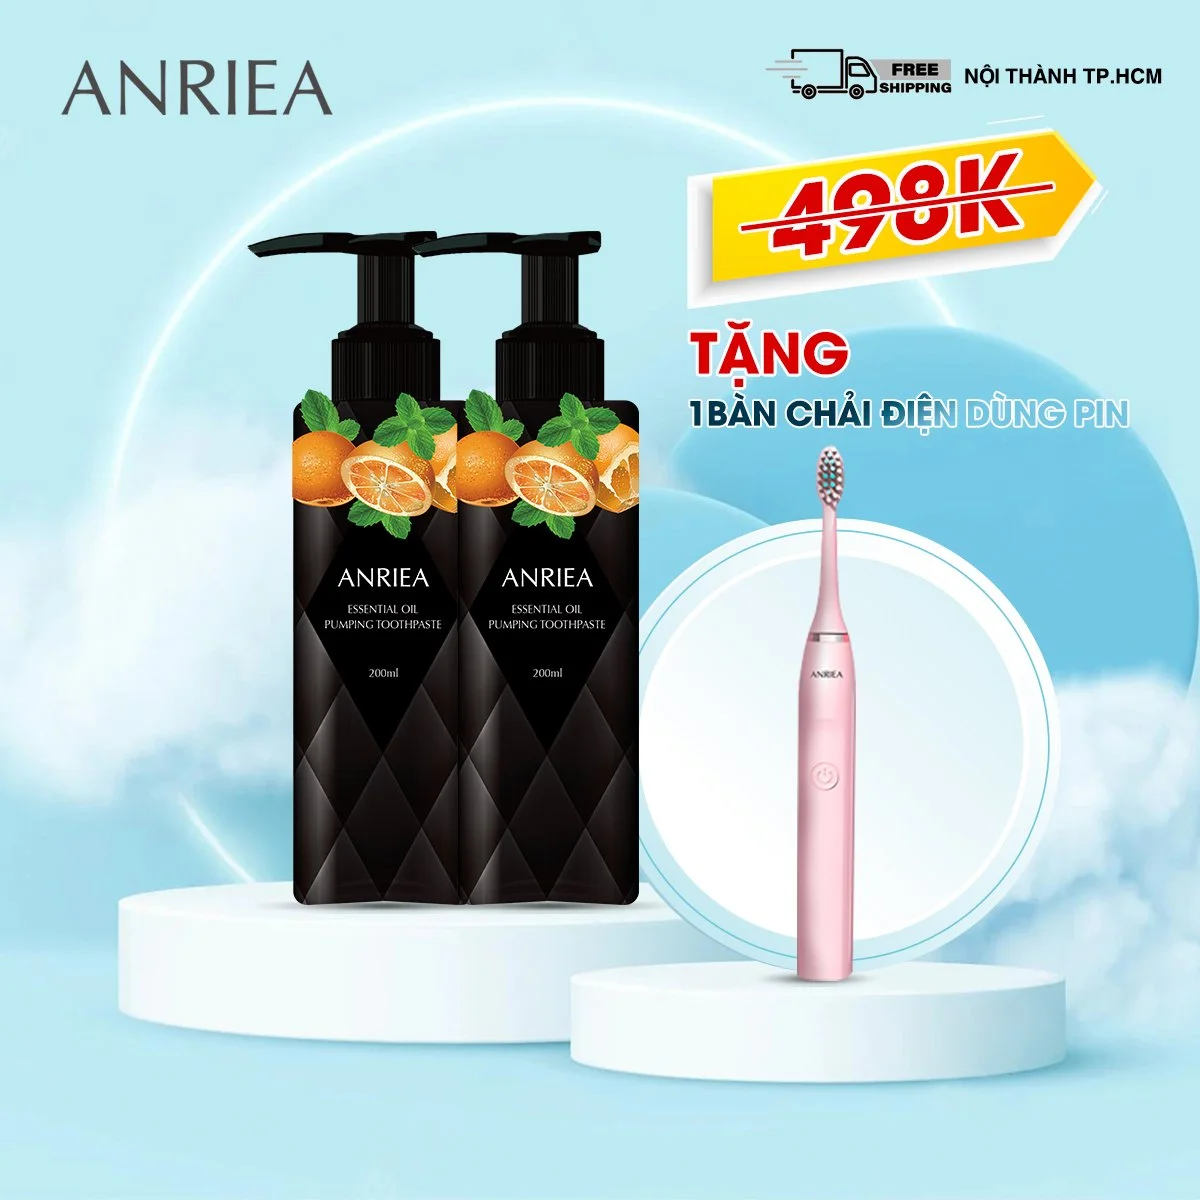 ANRIEA
FREE
SHIPPING
NỘI THÀNH TP.HCM
498K
TẶNG
1BÀN CHẢI ĐIỆN DÙNG PIN
ANRIEA
ESSENTIAL OIL
PUMPING TOOTHPASTE
200ml
ANRIEA
ESSENTIAL OIL
PUMPING TOOTHPASTE
200ml
ANRIEA